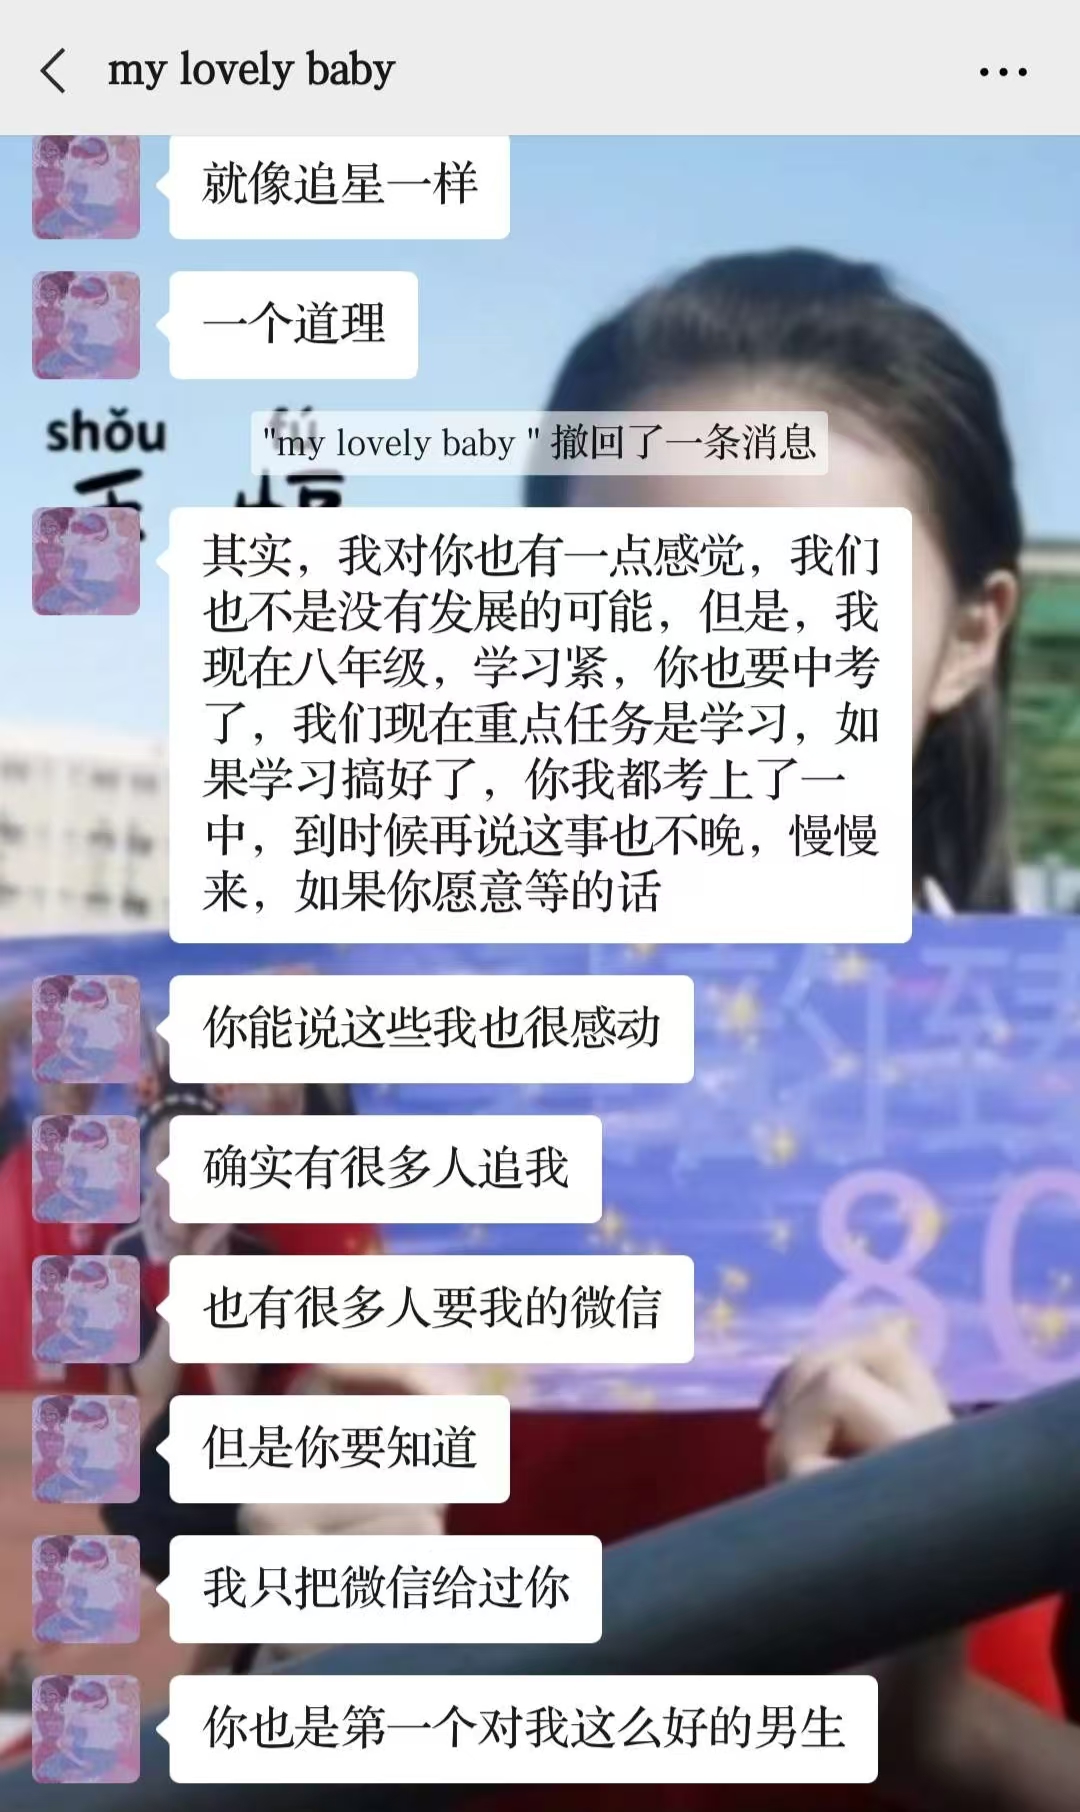 my lovely baby
就像追星一样
一个道理
shǒu fú
"my lovely baby " 撤回了一条消息
其实，我对你也有一点感觉，我们
也不是没有发展的可能，但是，我
现在八年级，学习紧，你也要中考
了，我们现在重点任务是学习，如
果学习搞好了，你我都考上了一
中，到时候再说这事也不晚，慢慢
来，如果你愿意等的话
你能说这些我也很感动
确实有很多人追我
也有很多人要我的微信
但是你要知道
我只把微信给过你
你也是第一个对我这么好的男生
80